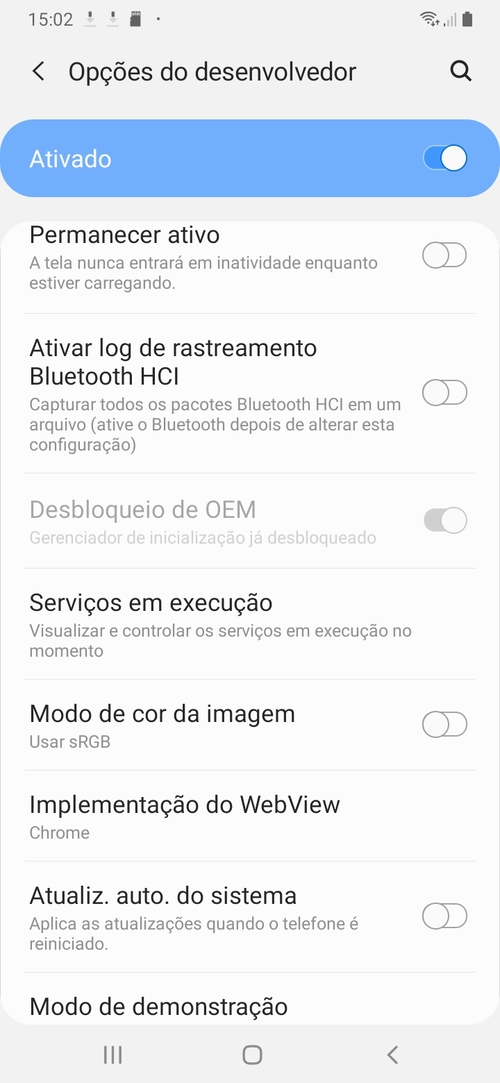 15:02
Opções do desenvolvedor
Ativado
Permanecer ativo
A tela nunca entrará em inatividade enquanto
estiver carregando.
Ativar log de rastreamento
Bluetooth HCI
Capturar todos os pacotes Bluetooth HCI em um
arquivo (ative o Bluetooth depois de alterar esta
configuração)
Desbloqueio de OEM
Gerenciador de inicialização já desbloqueado
Serviços em execução
Visualizar e controlar os serviços em execução no
momento
Modo de cor da imagem
Usar sRGB
Implementação do WebView
Chrome
Atualiz. auto. do sistema
Aplica as atualizações quando o telefone é
reiniciado.
Modo de demonstração